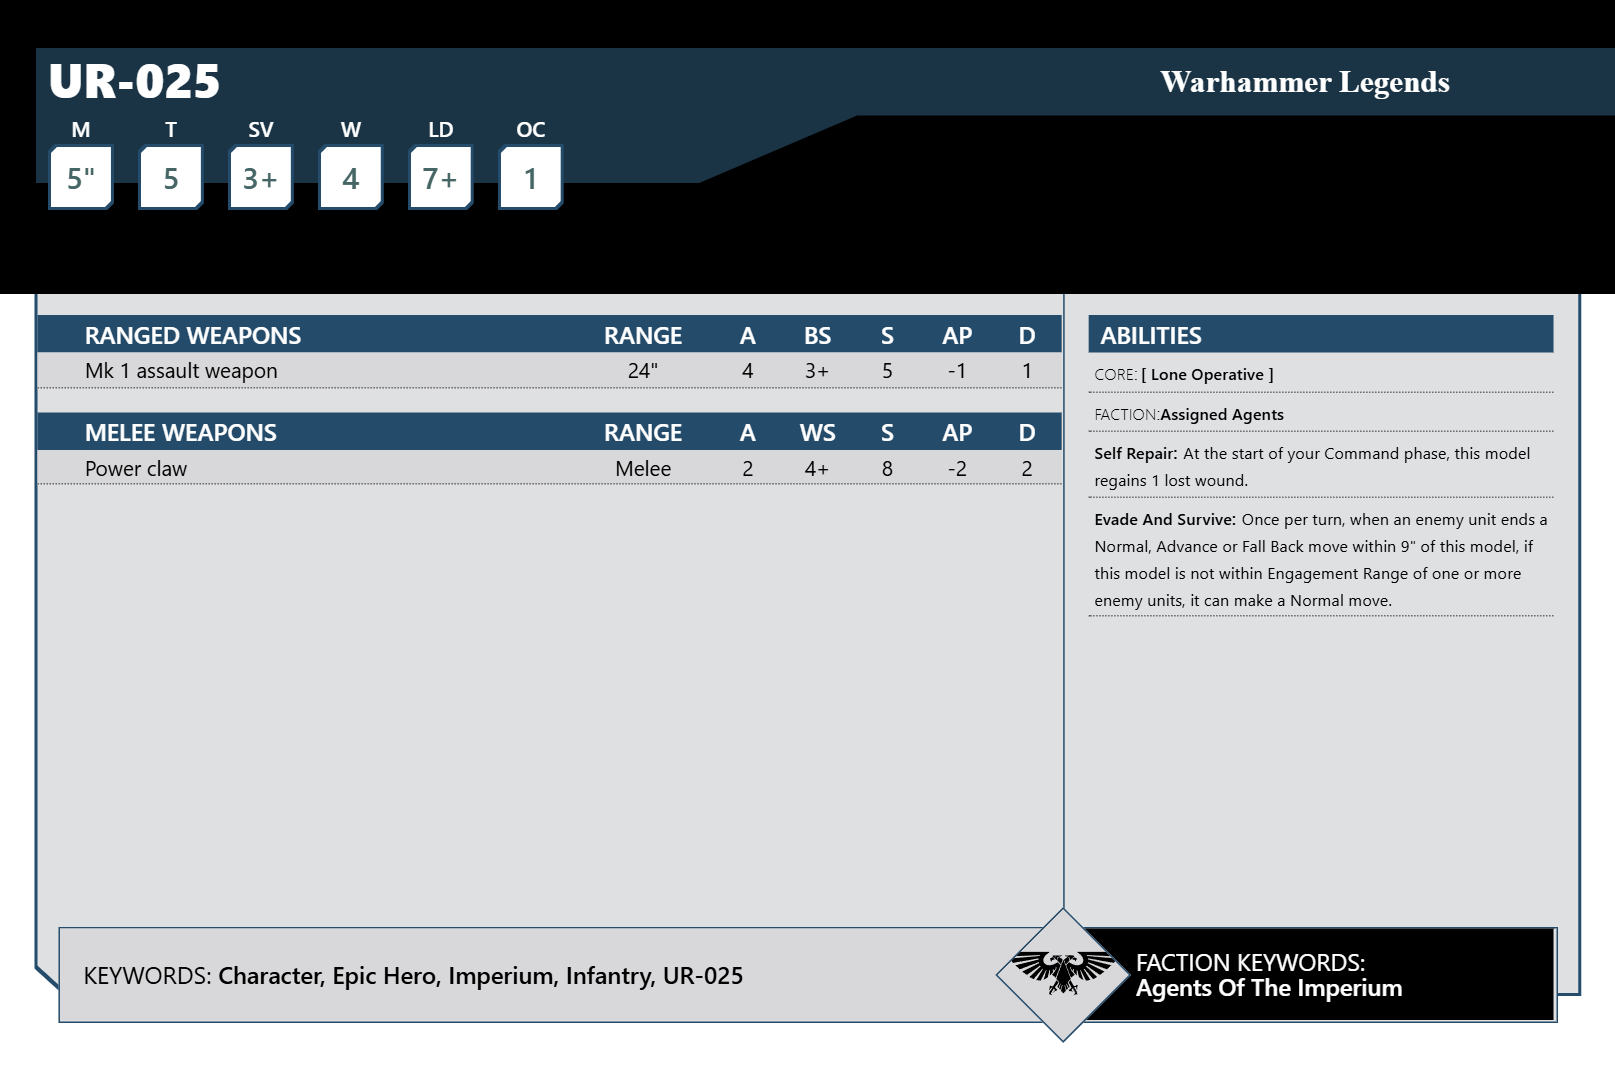 UR-025
Warhammer Legends
M T SV W LD OC
5" 5 3+ 4 7+ 1
RANGED WEAPONS RANGE A BS S AP D
Mk 1 assault weapon 24" 4 3+ 5 -1 1
MELEE WEAPONS RANGE A WS S AP D
Power claw Melee 2 4+ 8 -2 2
ABILITIES
CORE: [ Lone Operative ]
FACTION:Assigned Agents
Self Repair: At the start of your Command phase, this model
regains 1 lost wound.
Evade And Survive: Once per turn, when an enemy unit ends a
Normal, Advance or Fall Back move within 9" of this model, if
this model is not within Engagement Range of one or more
enemy units, it can make a Normal move.
KEYWORDS: Character, Epic Hero, Imperium, Infantry, UR-025
FACTION KEYWORDS:
Agents Of The Imperium